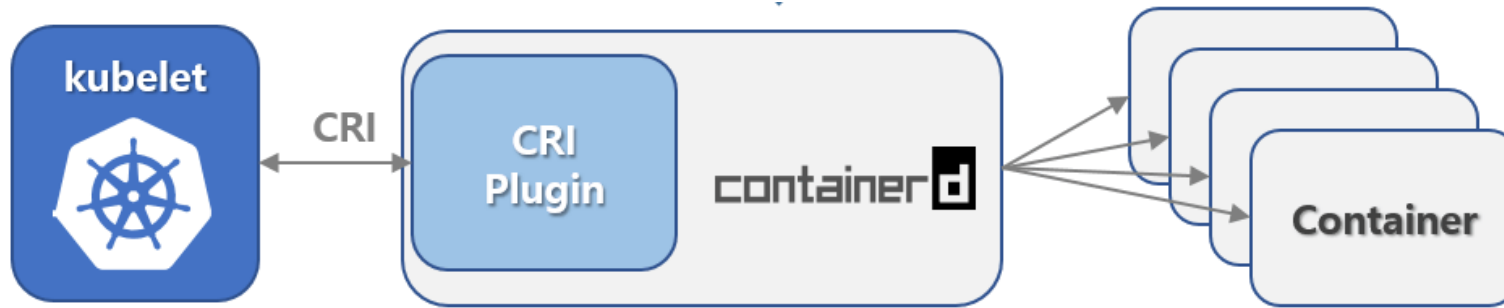 kubelet
CRI
CRI
Plugin
containerd
Container